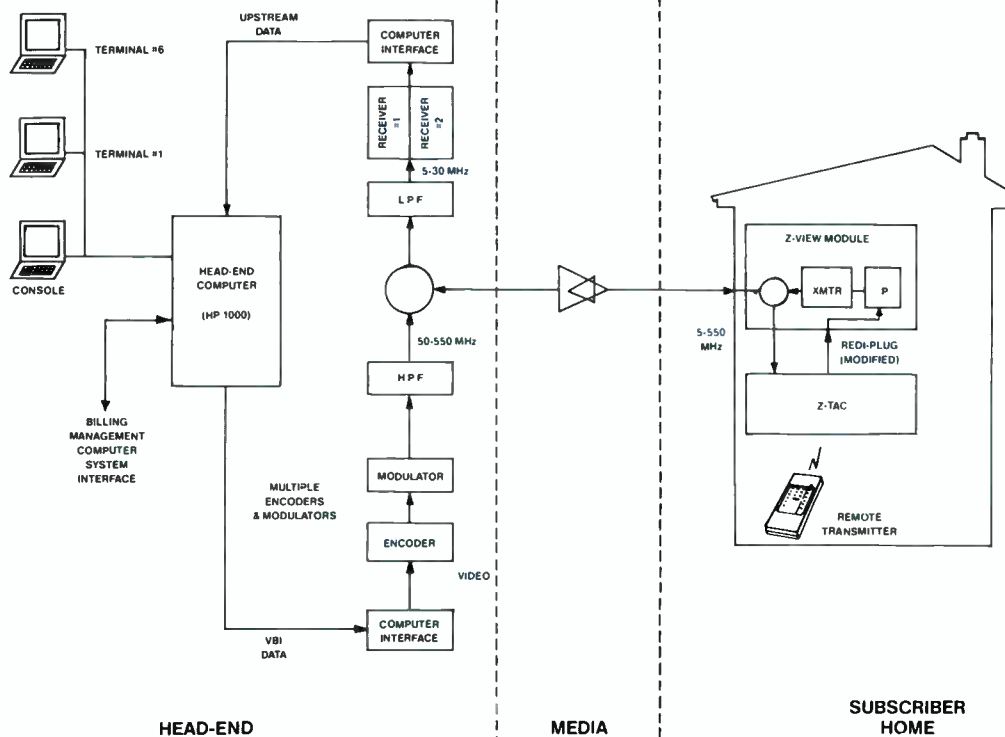 UPSTREAM
DATA
COMPUTER
INTERFACE
TERMINAL #6
RECEIVER
#1
RECEIVER
#2
TERMINAL #1
5-30 MHz
LPF
HEAD-END
COMPUTER
(HP 1000)
CONSOLE
Z-VIEW MODULE
XMTR
P
5-550
MHz
REDI-PLUG
(MODIFIED)
50-550 MHz
HPF
Z-TAC
BILLING
MANAGEMENT
COMPUTER
SYSTEM
INTERFACE
MULTIPLE
ENCODERS
& MODULATORS
MODULATOR
ENCODER
REMOTE
TRANSMITTER
VIDEO
COMPUTER
INTERFACE
VBI
DATA
HEAD-END
MEDIA
SUBSCRIBER
HOME